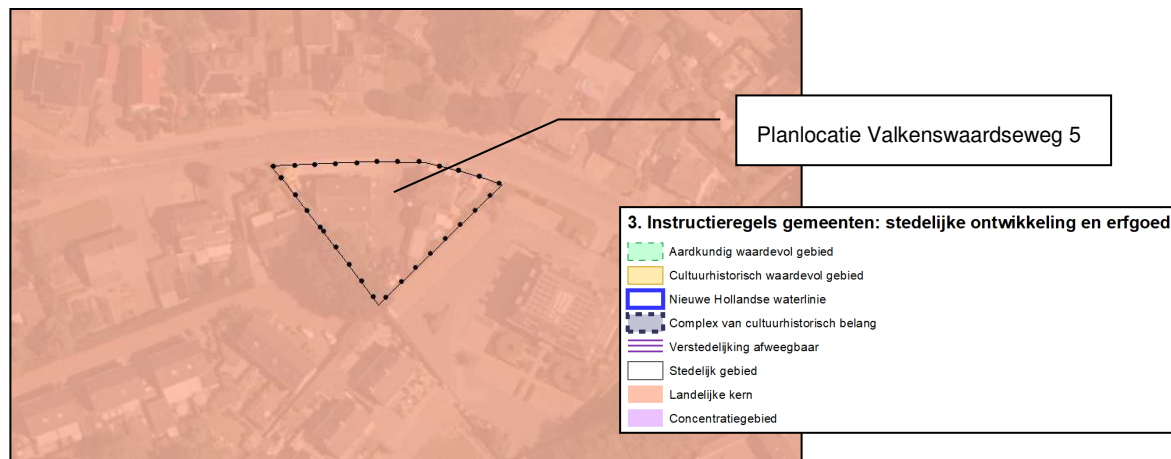 Planlocatie Valkenswaardseweg 5
3. Instructieregels gemeenten: stedelijke ontwikkeling en erfgoed
Aardkundig waardevol gebied
Cultuurhistorisch waardevol gebied
Nieuwe Hollandse waterlinie
Complex van cultuurhistorisch belang
Verstedelijking afweegbaar
Stedelijk gebied
Landelijke kern
Concentratiegebied